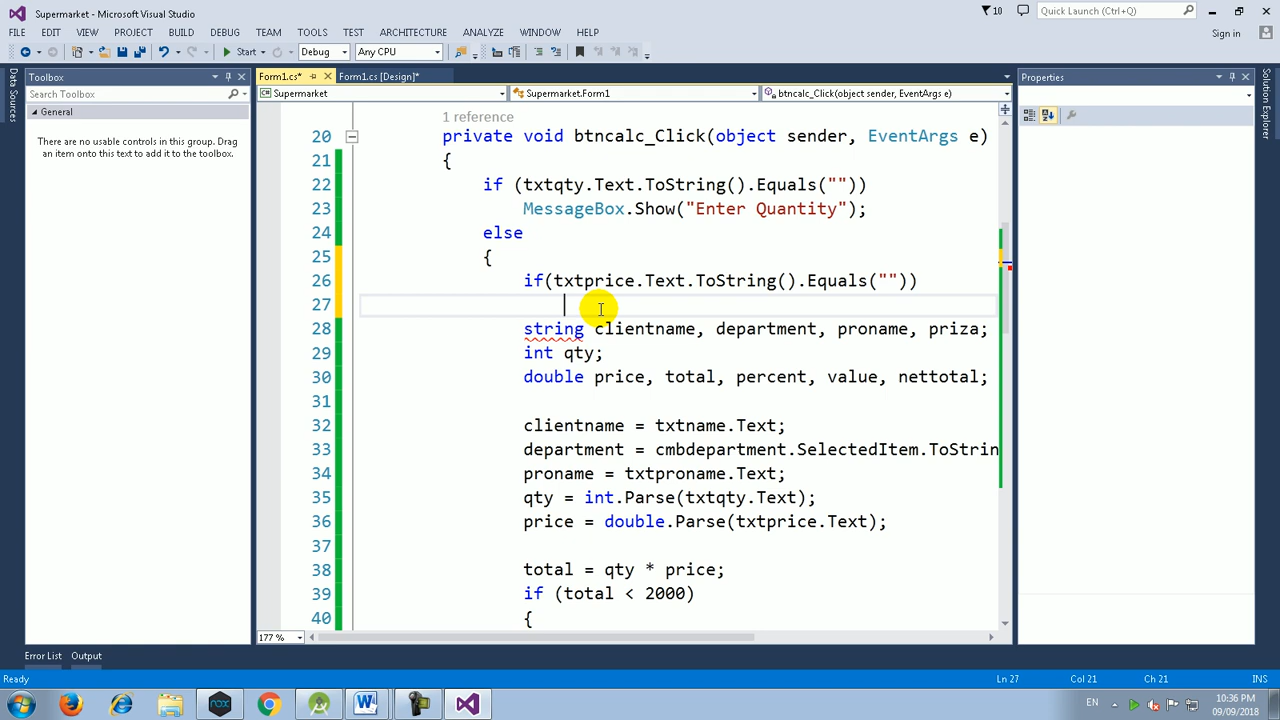 Supermarket - Microsoft Visual Studio
10
Quick Launch (Ctrl+Q)
FILE EDIT VIEW PROJECT BUILD DEBUG TEAM TOOLS TEST ARCHITECTURE ANALYZE WINDOW HELP
Sign in
Start Debug Any CPU
Data Sources
Toolbox
Search Toolbox
General
There are no usable controls in this group. Drag
an item onto this text to add it to the toolbox.
Form1.cs* Form1.cs [Design]*
Supermarket Supermarket.Form1 btncalc_Click(object sender, EventArgs e)
1 reference
20 private void btncalc_Click(object sender, EventArgs e)
21 {
22 if (txtqty.Text.ToString().Equals(""))
23 MessageBox.Show("Enter Quantity");
24 else
25 {
26 if(txtprice.Text.ToString().Equals(""))
27
28 string clientname, department, proname, priza;
29 int qty;
30 double price, total, percent, value, nettotal;
31
32 clientname = txtname.Text;
33 department = cmbdepartment.SelectedItem.ToStrin
34 proname = txtproname.Text;
35 qty = int.Parse(txtqty.Text);
36 price = double.Parse(txtprice.Text);
37
38 total = qty * price;
39 if (total < 2000)
40 {
177 %
Properties
Solution Explorer
Error List Output
Ready Ln 27 Col 21 Ch 21 INS
nox
EN
10:36 PM
09/09/2018